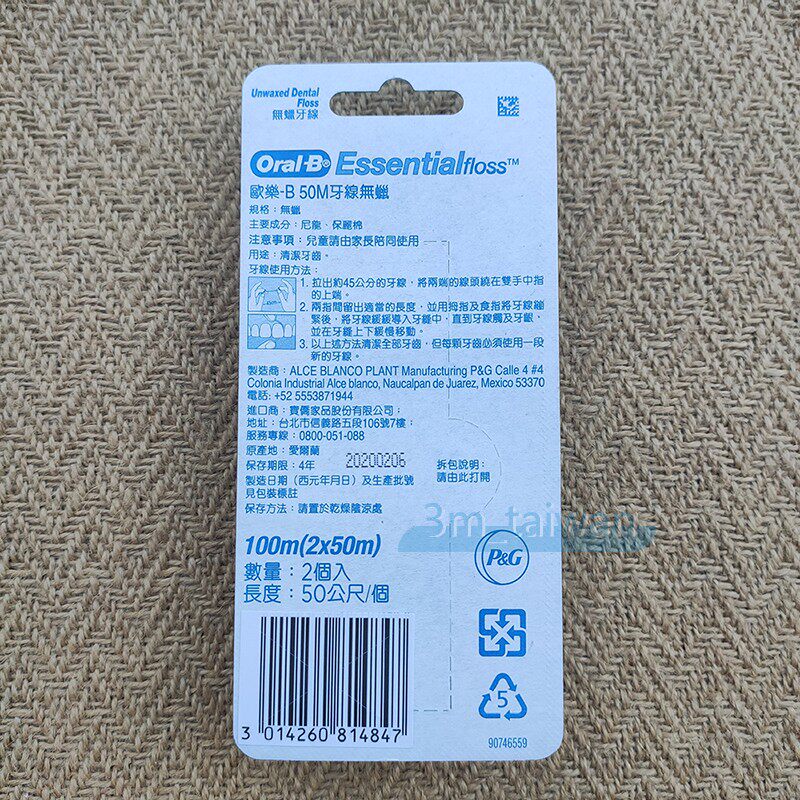 Unwaxed Dental
Floss
無蠟牙線
Oral-B® Essentialfloss™
歐樂-B 50M牙線無蠟
規格：無蠟
主要成分：尼龍、保麗棉
注意事項：兒童請由家長陪同使用
用途：清潔牙齒。
牙線使用方法：
1. 拉出約45公分的牙線，將兩端的線頭繞在雙手中指
的上端。
2. 兩指間留出適當的長度，並用拇指及食指將牙線繃
緊後，將牙線緩緩導入牙縫中，直到牙線觸及牙齦、
並在牙縫上下緩慢移動。
3. 以上述方法清潔全部牙齒，但每顆牙齒必須使用一段
新的牙線。
製造商：ALCE BLANCO PLANT Manufacturing P&G Calle 4 #4
Colonia Industrial Alce blanco, Naucalpan de Juarez, Mexico 53370
電話: +52 5553871944
進口商：寶僑家品股份有限公司；
地址：台北市信義路五段106號7樓；
服務專線：0800-051-088
原產地：愛爾蘭
保存期限：4年 20200206
製造日期（西元年月日）及生產批號
見包裝標註
保存方法：請置於乾燥陰涼處
拆包說明：
請由此打開
3m_taiwan
100m(2x50m)
數量：2個入
長度：50公尺/個
P&G
5
3 014260 814847
90746559